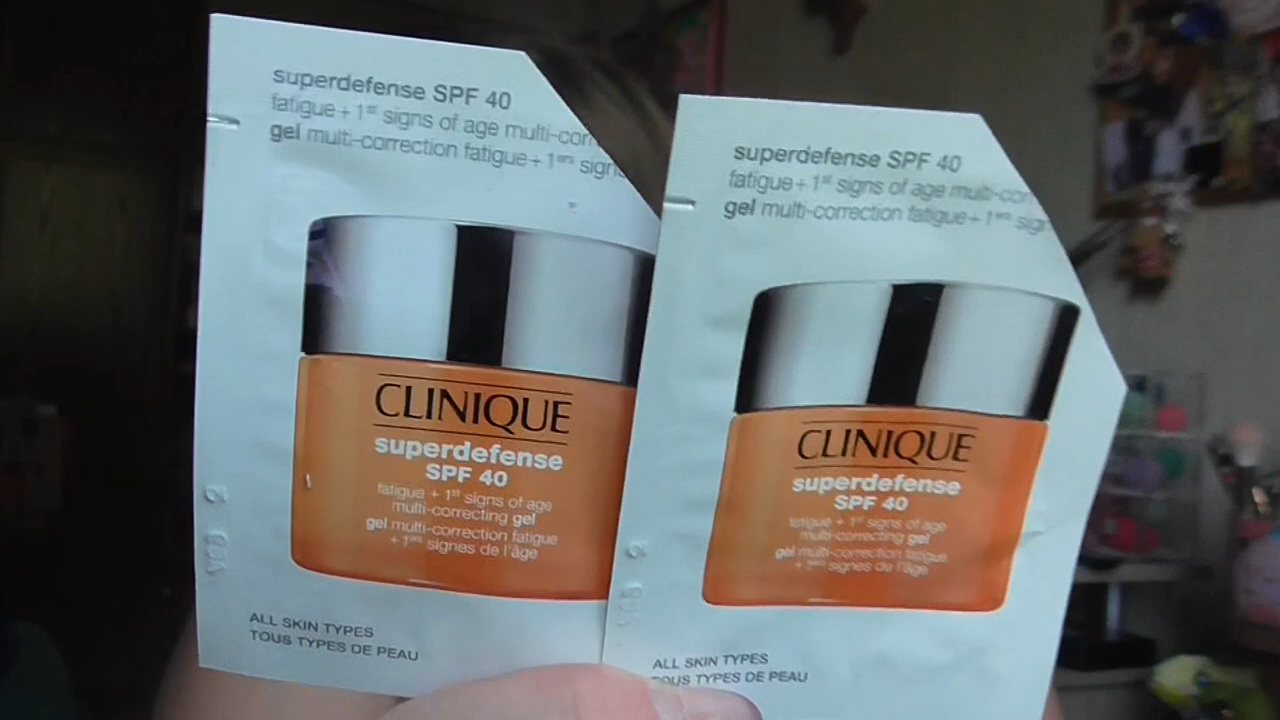 superdefense SPF 40
fatigue + 1st signs of age multi-corr
gel multi-correction fatigue + 1ers signs
CLINIQUE
superdefense
SPF 40
fatigue + 1st signs of age
multi-correcting gel
gel multi-correction fatigue
+ 1ers signes de l'âge
ALL SKIN TYPES
TOUS TYPES DE PEAU
superdefense SPF 40
fatigue + 1st signs of age multi-cor
gel multi-correction fatigue + 1ers sign
CLINIQUE
superdefense
SPF 40
fatigue + 1st signs of age
multi-correcting gel
gel multi-correction fatigue
+ 1ers signes de l'âge
ALL SKIN TYPES
TOUS TYPES DE PEAU